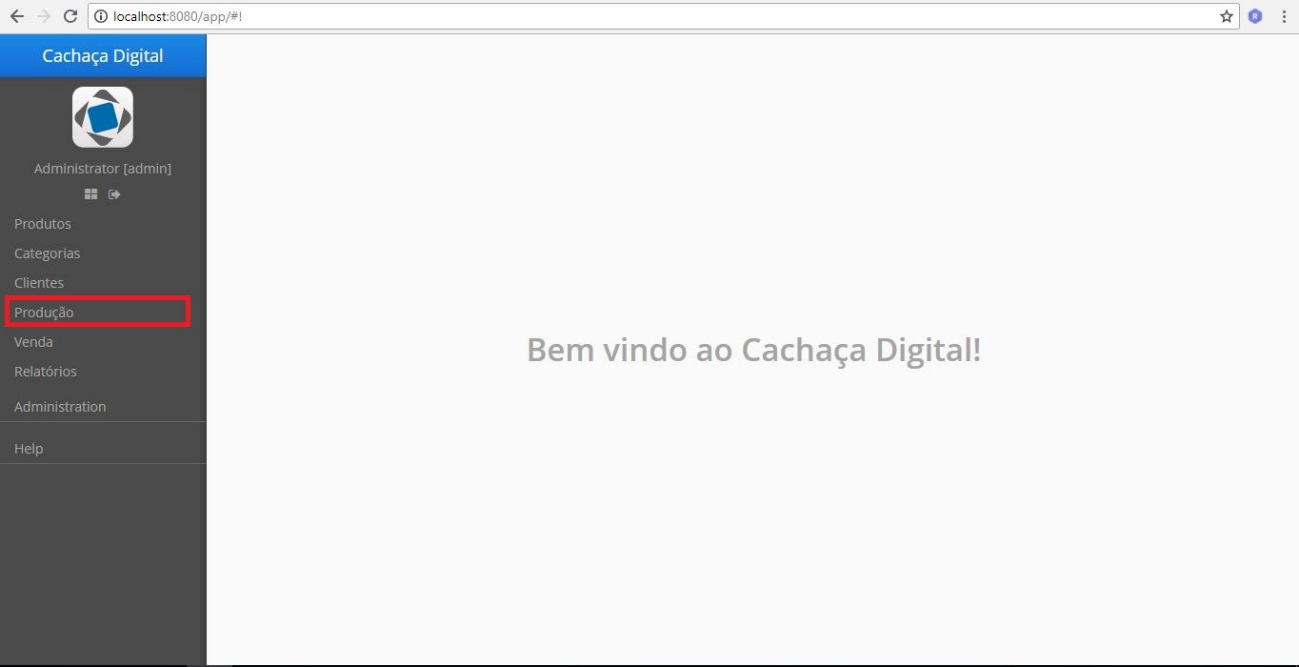 localhost:8080/app/#!
Cachaça Digital
Administrator [admin]
Produtos
Categorias
Clientes
Produção
Venda
Relatórios
Administration
Help
Bem vindo ao Cachaça Digital!